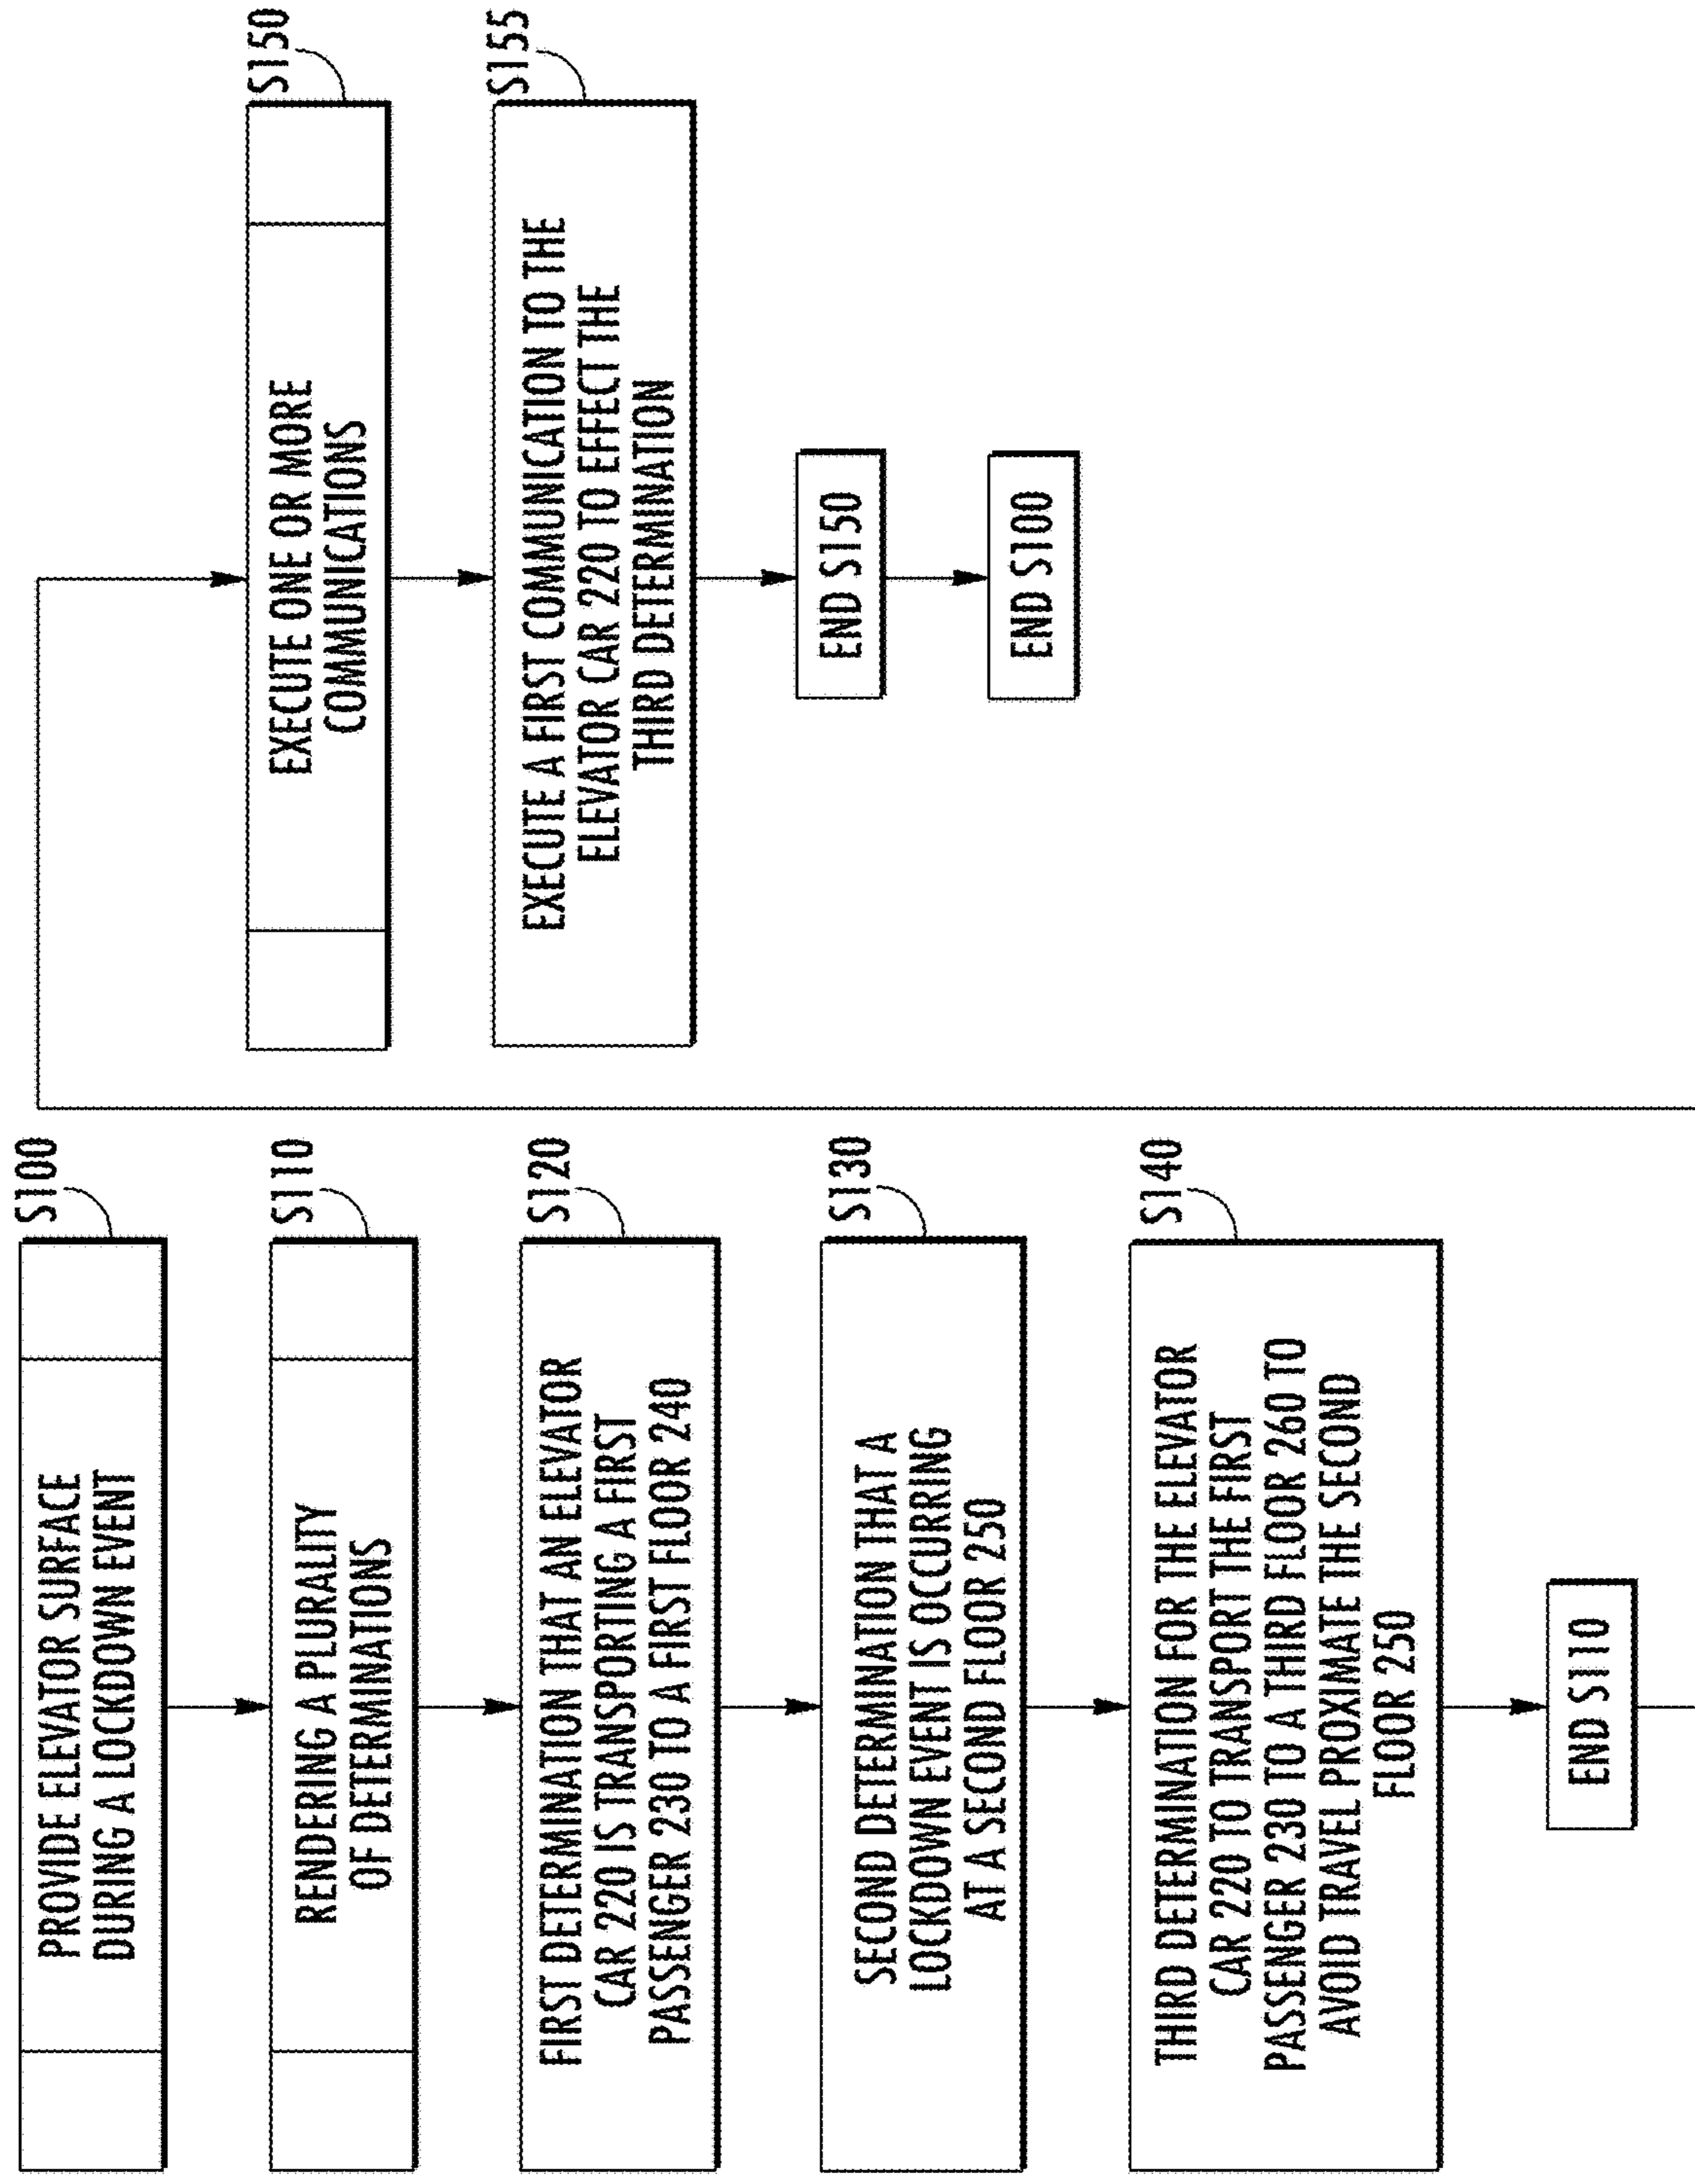 S100
PROVIDE ELEVATOR SURFACE
DURING A LOCKDOWN EVENT
S110
RENDERING A PLURALITY
OF DETERMINATIONS
S120
FIRST DETERMINATION THAT AN ELEVATOR
CAR 220 IS TRANSPORTING A FIRST
PASSENGER 230 TO A FIRST FLOOR 240
S130
SECOND DETERMINATION THAT A
LOCKDOWN EVENT IS OCCURRING
AT A SECOND FLOOR 250
S140
THIRD DETERMINATION FOR THE ELEVATOR
CAR 220 TO TRANSPORT THE FIRST
PASSENGER 230 TO A THIRD FLOOR 260 TO
AVOID TRAVEL PROXIMATE THE SECOND
FLOOR 250
END S110
S150
EXECUTE ONE OR MORE
COMMUNICATIONS
S155
EXECUTE A FIRST COMMUNICATION TO THE
ELEVATOR CAR 220 TO EFFECT THE
THIRD DETERMINATION
END S150
END S100